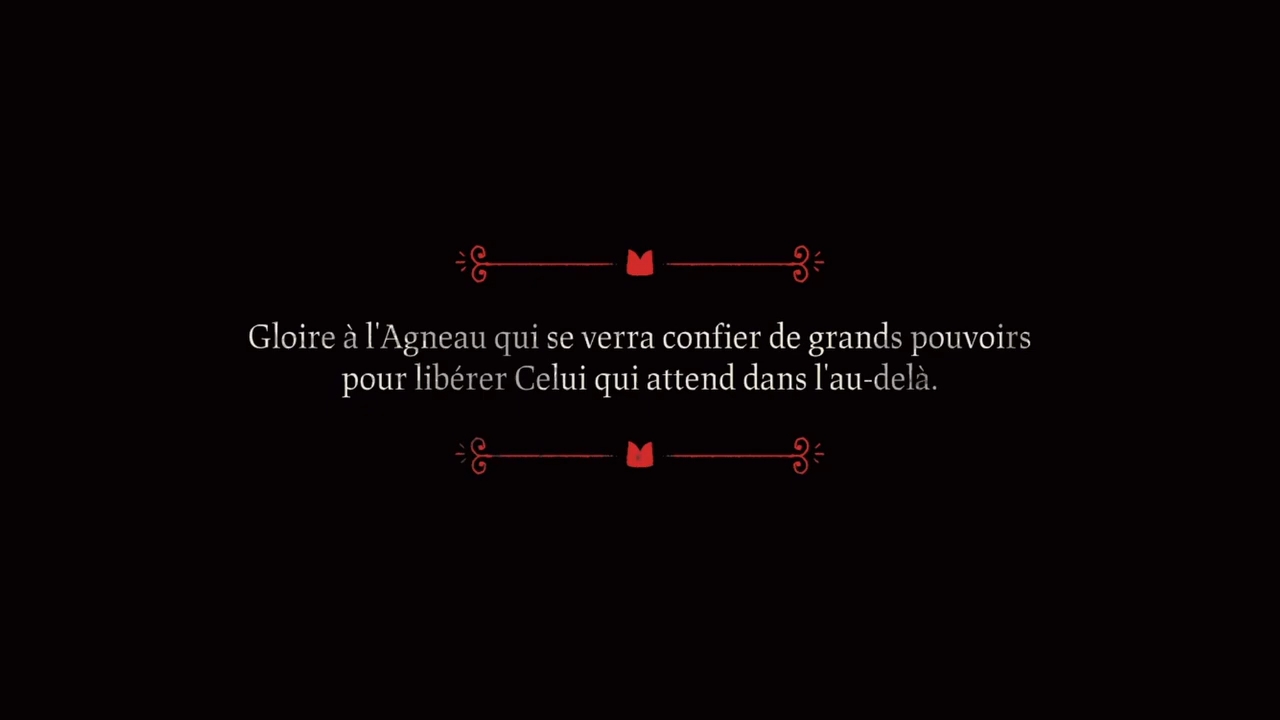 Gloire à l'Agneau qui se verra confier de grands pouvoirs
pour libérer Celui qui attend dans l'au-delà.